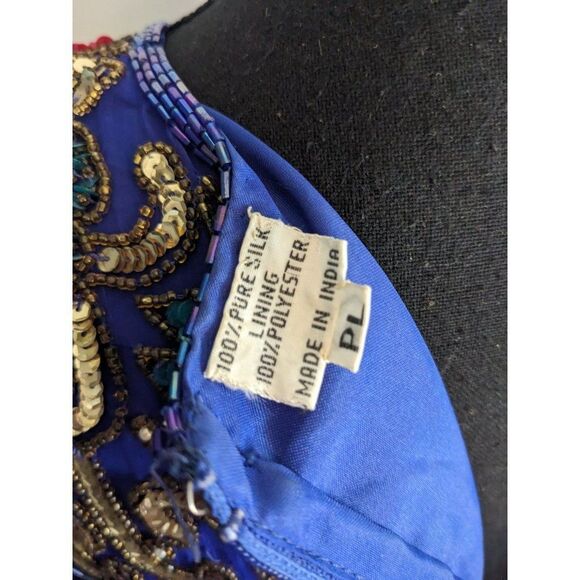 100% PURE SILK
LINING
100% POLYESTER
MADE IN INDIA
PL